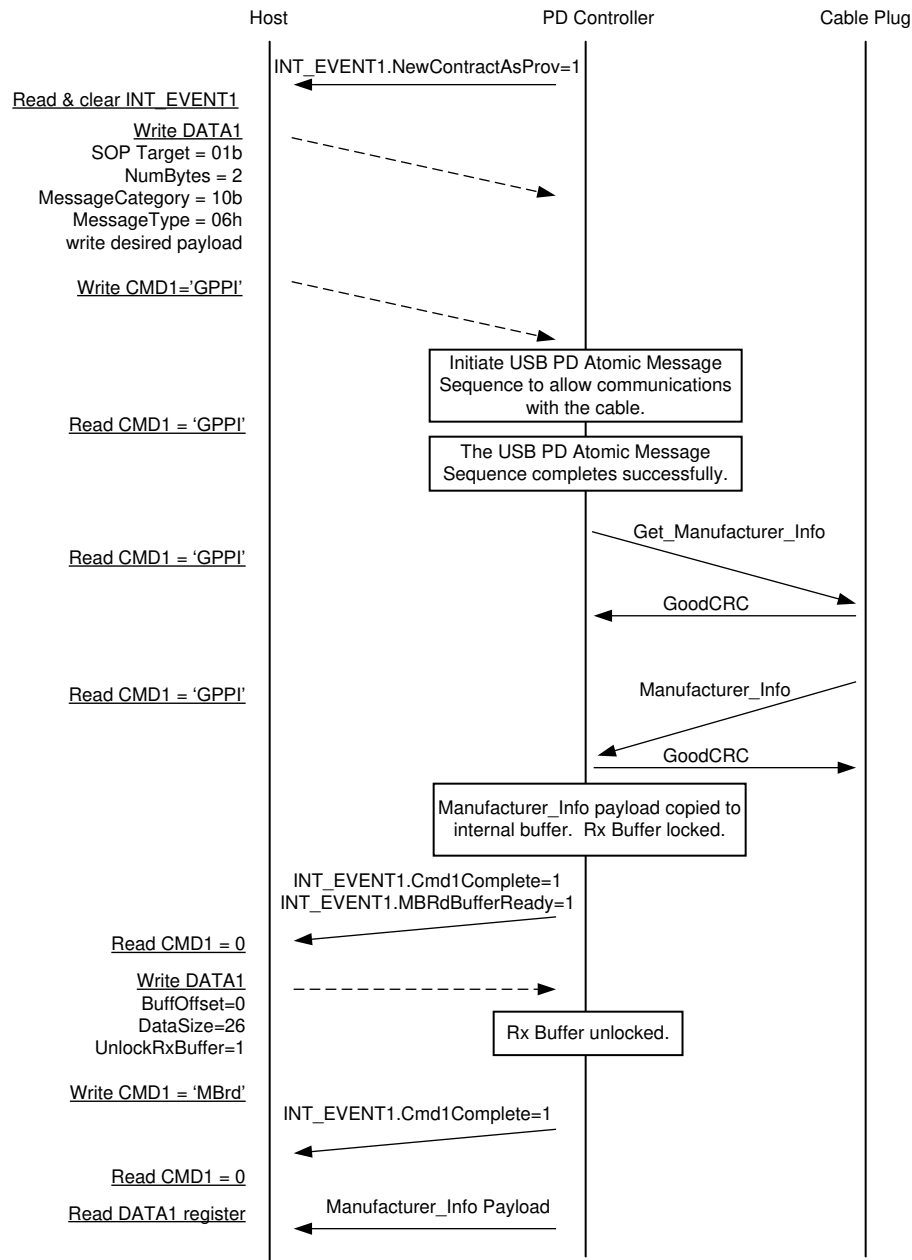 Host
PD Controller
Cable Plug
INT_EVENT1.NewContractAsProv=1
Read & clear INT_EVENT1
Write DATA1
SOP Target = 01b
NumBytes = 2
MessageCategory = 10b
MessageType = 06h
write desired payload
Write CMD1='GPPI'
Initiate USB PD Atomic Message
Sequence to allow communications
with the cable.
Read CMD1 = 'GPPI'
The USB PD Atomic Message
Sequence completes successfully.
Get_Manufacturer_Info
Read CMD1 = 'GPPI'
GoodCRC
Read CMD1 = 'GPPI'
Manufacturer_Info
GoodCRC
Manufacturer_Info payload copied to
internal buffer. Rx Buffer locked.
INT_EVENT1.Cmd1Complete=1
INT_EVENT1.MBRdBufferReady=1
Read CMD1 = 0
Write DATA1
BuffOffset=0
DataSize=26
UnlockRxBuffer=1
Rx Buffer unlocked.
Write CMD1 = 'MBrd'
INT_EVENT1.Cmd1Complete=1
Read CMD1 = 0
Manufacturer_Info Payload
Read DATA1 register